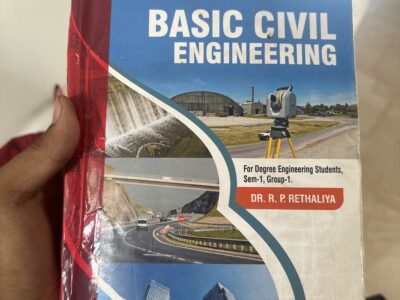 BASIC CIVIL
ENGINEERING
For Degree Engineering Students,
Sem-1, Group-1.
DR. R. P. RETHALIYA